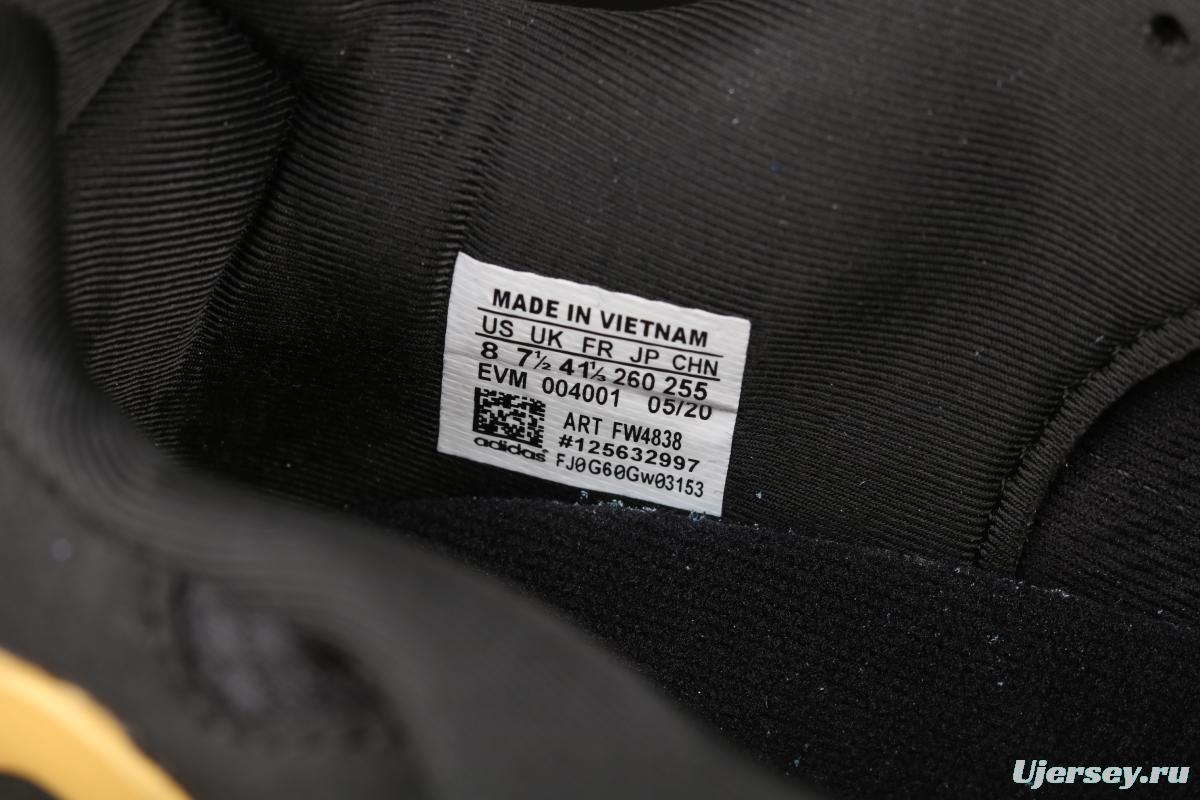 MADE IN VIETNAM
US UK FR JP CHN
8 7½ 41⅓ 260 255
EVM 004001 05/20
ART FW4838
#125632997
adidas FJ0G60Gw03153
Ujersey.ru